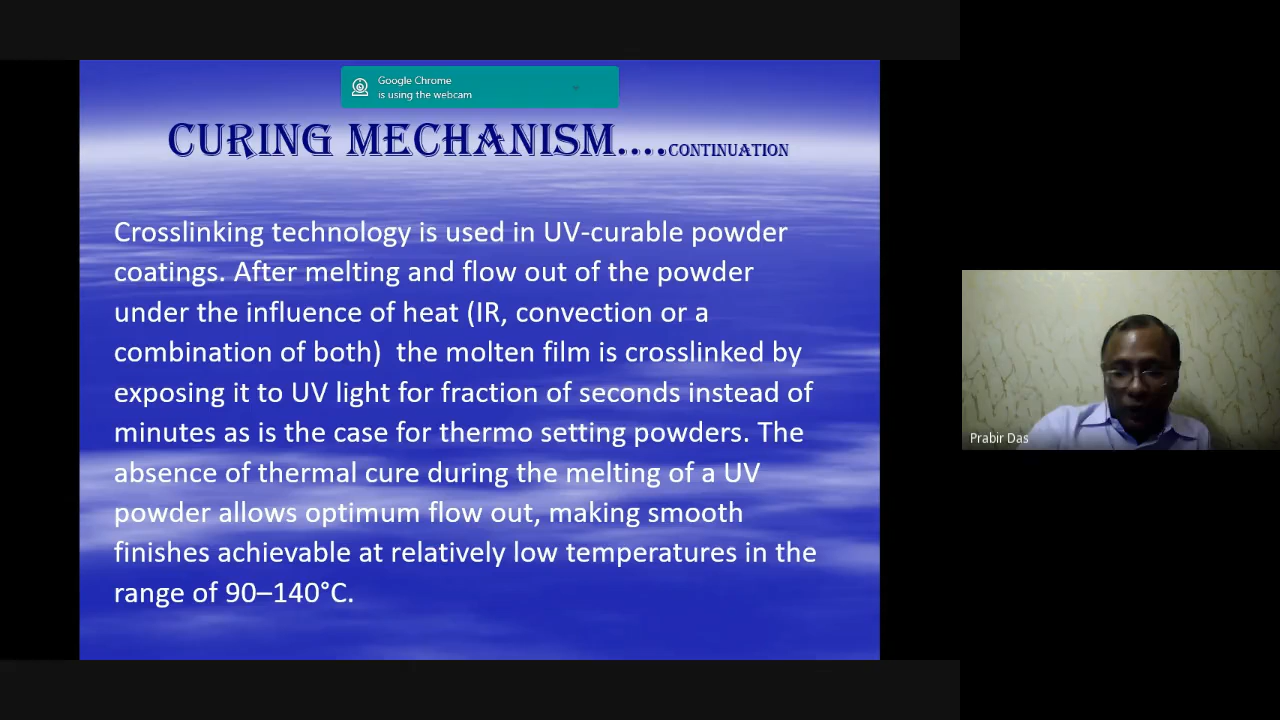 Google Chrome
is using the webcam
CURING MECHANISM....CONTINUATION
Crosslinking technology is used in UV-curable powder
coatings. After melting and flow out of the powder
under the influence of heat (IR, convection or a
combination of both)  the molten film is crosslinked by
exposing it to UV light for fraction of seconds instead of
minutes as is the case for thermo setting powders. The
absence of thermal cure during the melting of a UV
powder allows optimum flow out, making smooth
finishes achievable at relatively low temperatures in the
range of 90–140°C.
Prabir Das